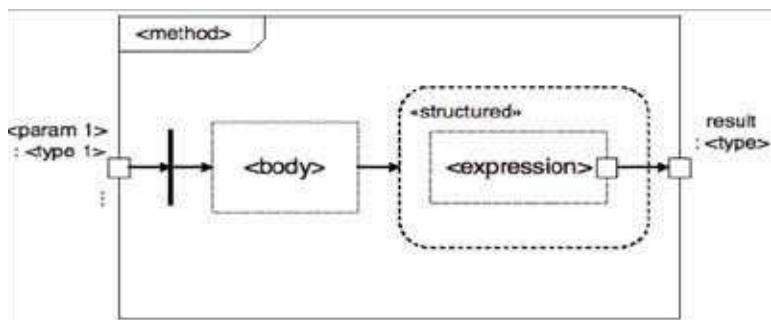 <method>
<param 1>
: <type 1>
⋮
<body>
«structured»
<expression>
result
: <type>